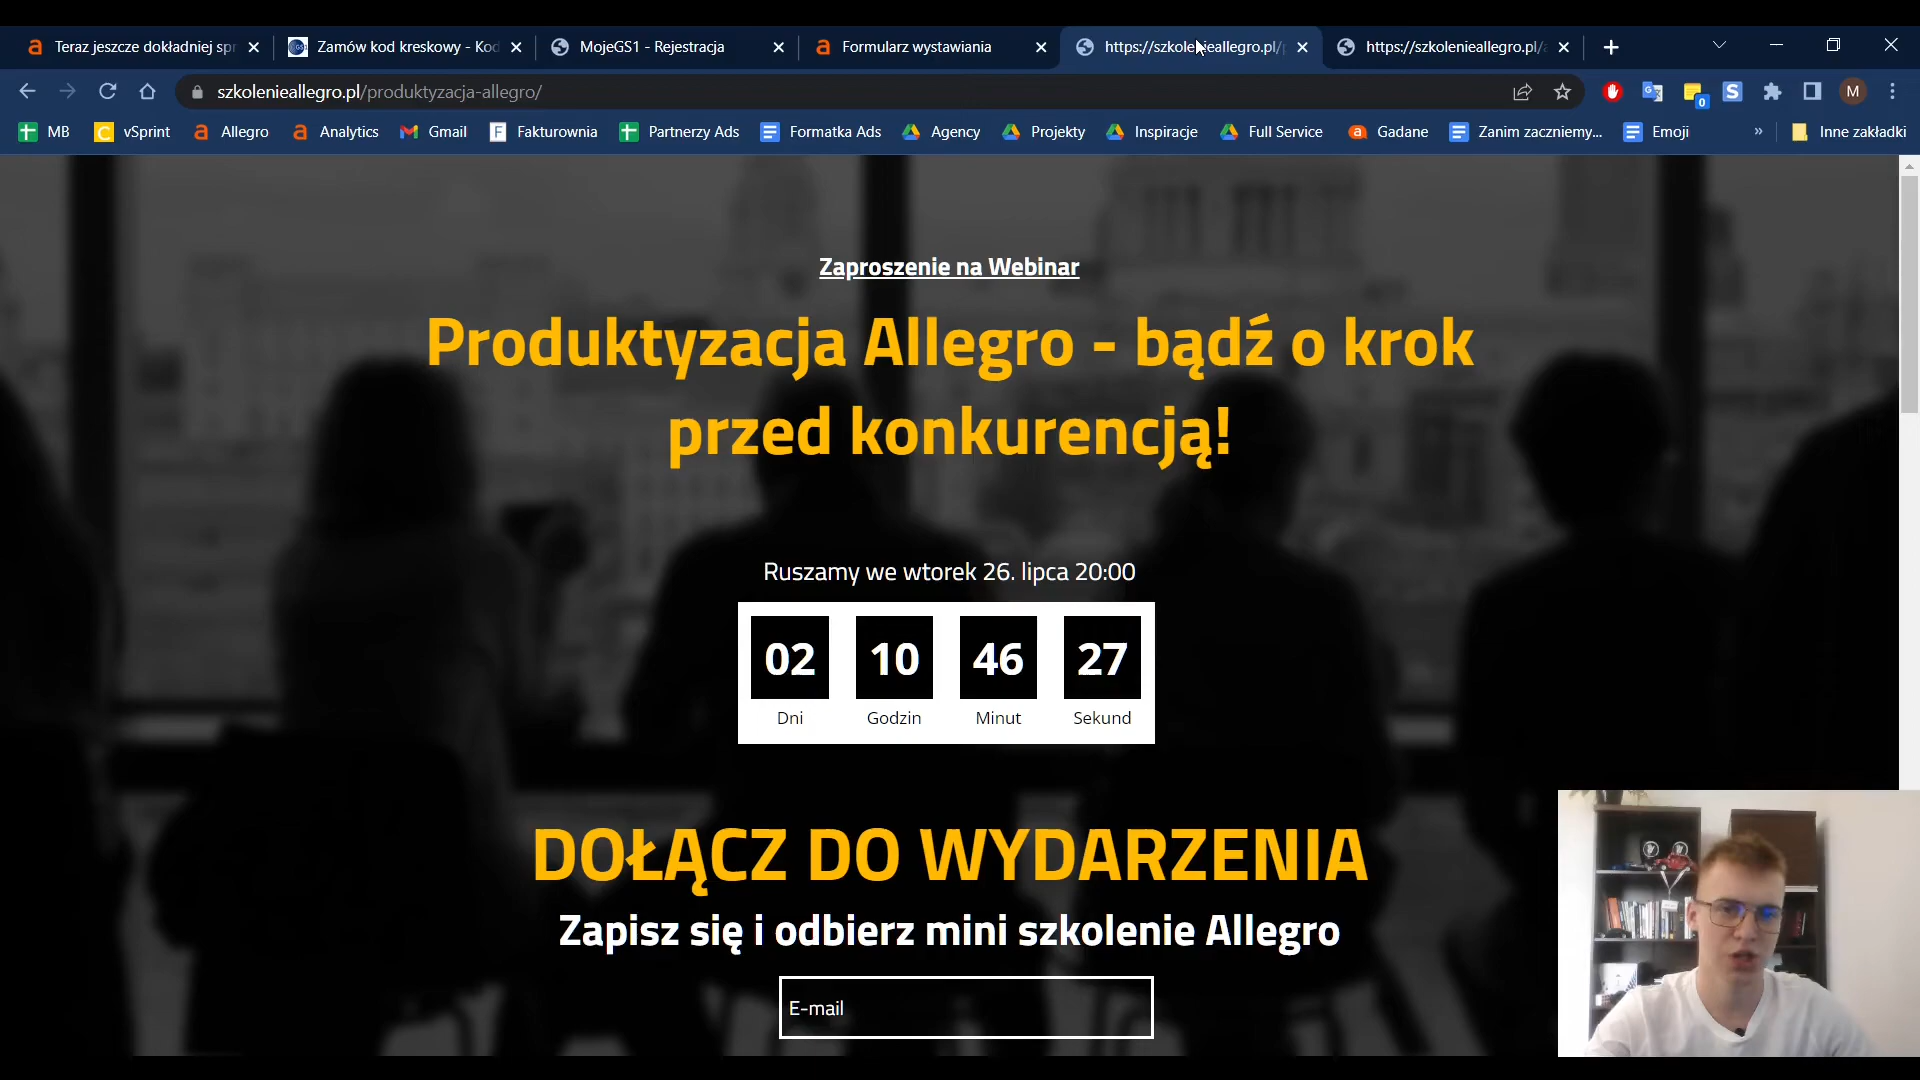 Teraz jeszcze dokładniej spr
Zamów kod kreskowy - Kod
MojeGS1 - Rejestracja
Formularz wystawiania
https://szkolenieallegro.pl/p
https://szkolenieallegro.pl/a
szkolenieallegro.pl/produktyzacja-allegro/
0
M
MB
vSprint
Allegro
Analytics
Gmail
Fakturownia
Partnerzy Ads
Formatka Ads
Agency
Projekty
Inspiracje
Full Service
Gadane
Zanim zaczniemy...
Emoji
»
Inne zakładki
Zaproszenie na Webinar
Produktyzacja Allegro - bądź o krok
przed konkurencją!
Ruszamy we wtorek 26. lipca 20:00
02 10 46 27
Dni Godzin Minut Sekund
DOŁĄCZ DO WYDARZENIA
Zapisz się i odbierz mini szkolenie Allegro
E-mail